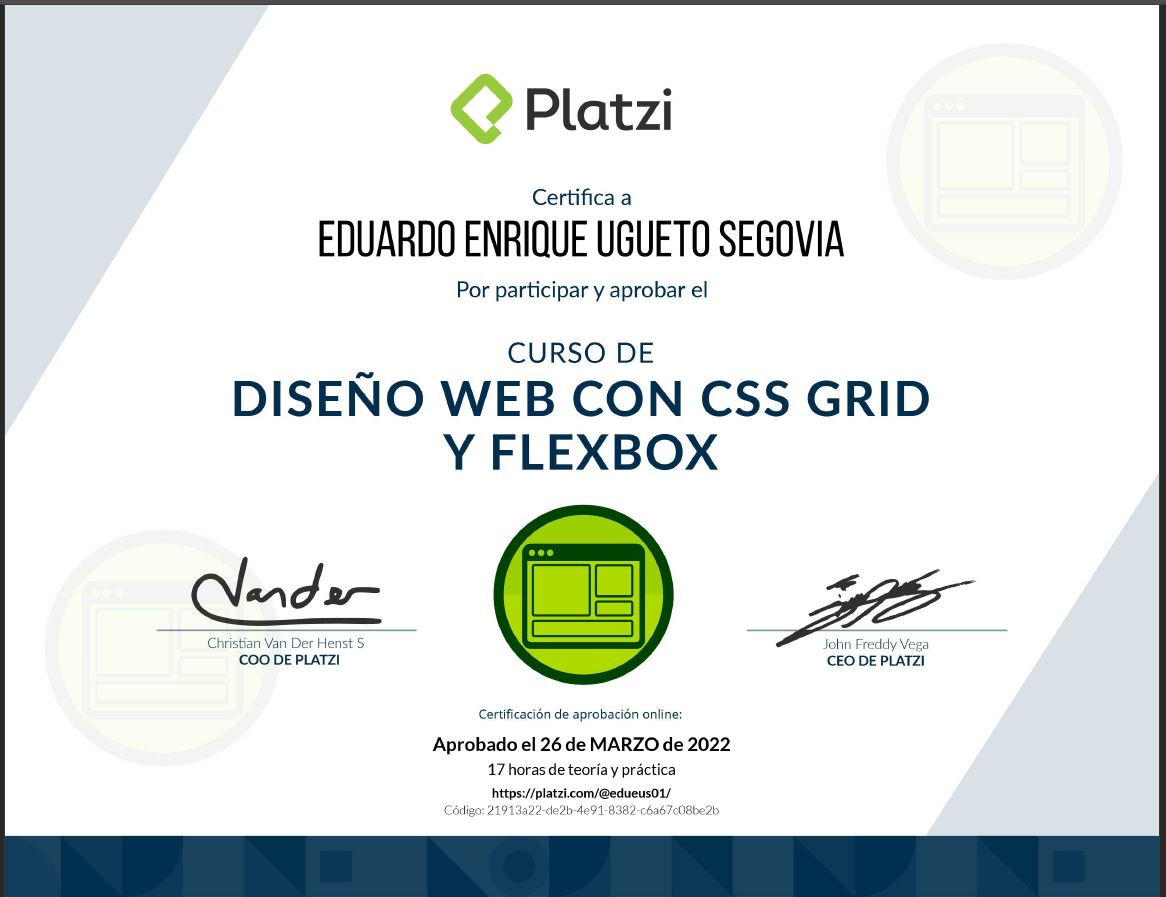 Platzi
Certifica a
EDUARDO ENRIQUE UGUETO SEGOVIA
Por participar y aprobar el
CURSO DE
DISEÑO WEB CON CSS GRID
Y FLEXBOX
Vander
Christian Van Der Henst S
COO DE PLATZI
John Freddy Vega
CEO DE PLATZI
Certificación de aprobación online:
Aprobado el 26 de MARZO de 2022
17 horas de teoría y práctica
https://platzi.com/@edueus01/
Código: 21913a22-de2b-4e91-8382-c6a67c08be2b